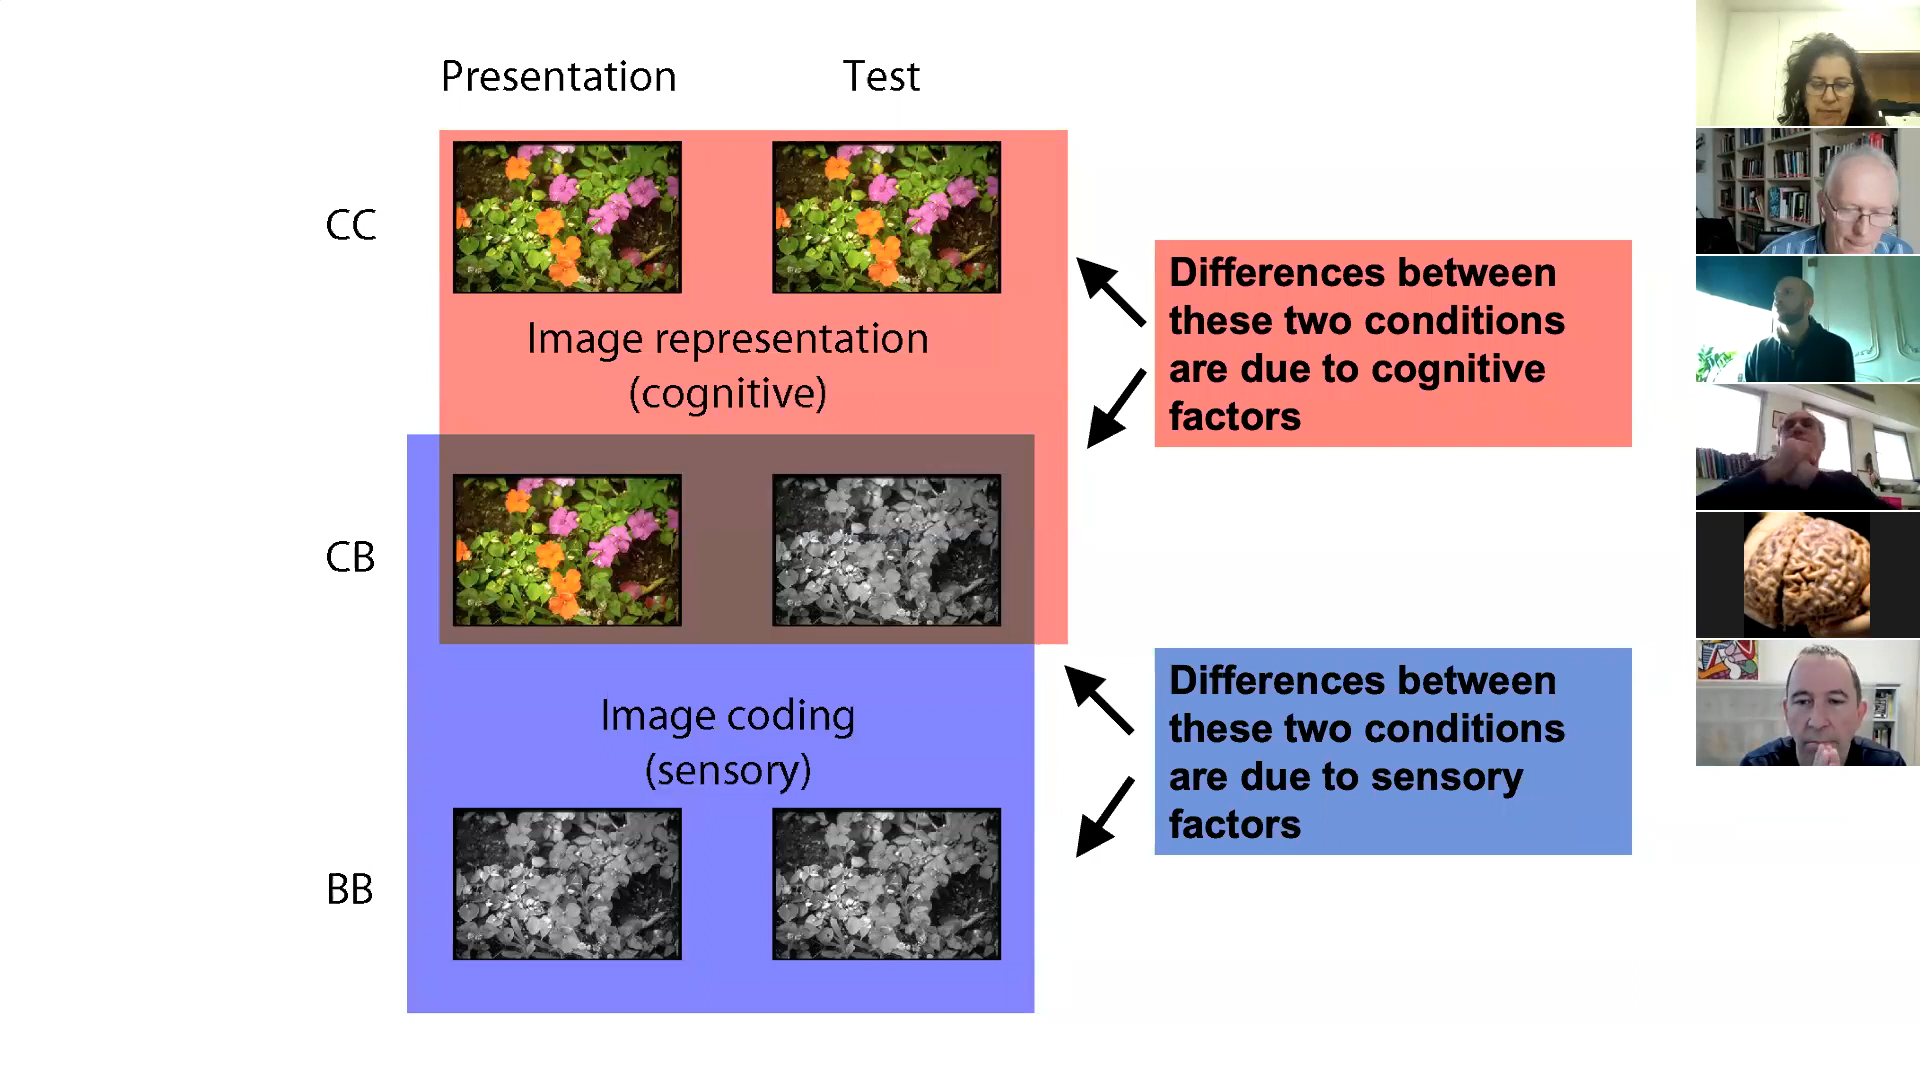 Presentation
Test
CC
Image representation
(cognitive)
Differences between
these two conditions
are due to cognitive
factors
CB
Image coding
(sensory)
Differences between
these two conditions
are due to sensory
factors
BB